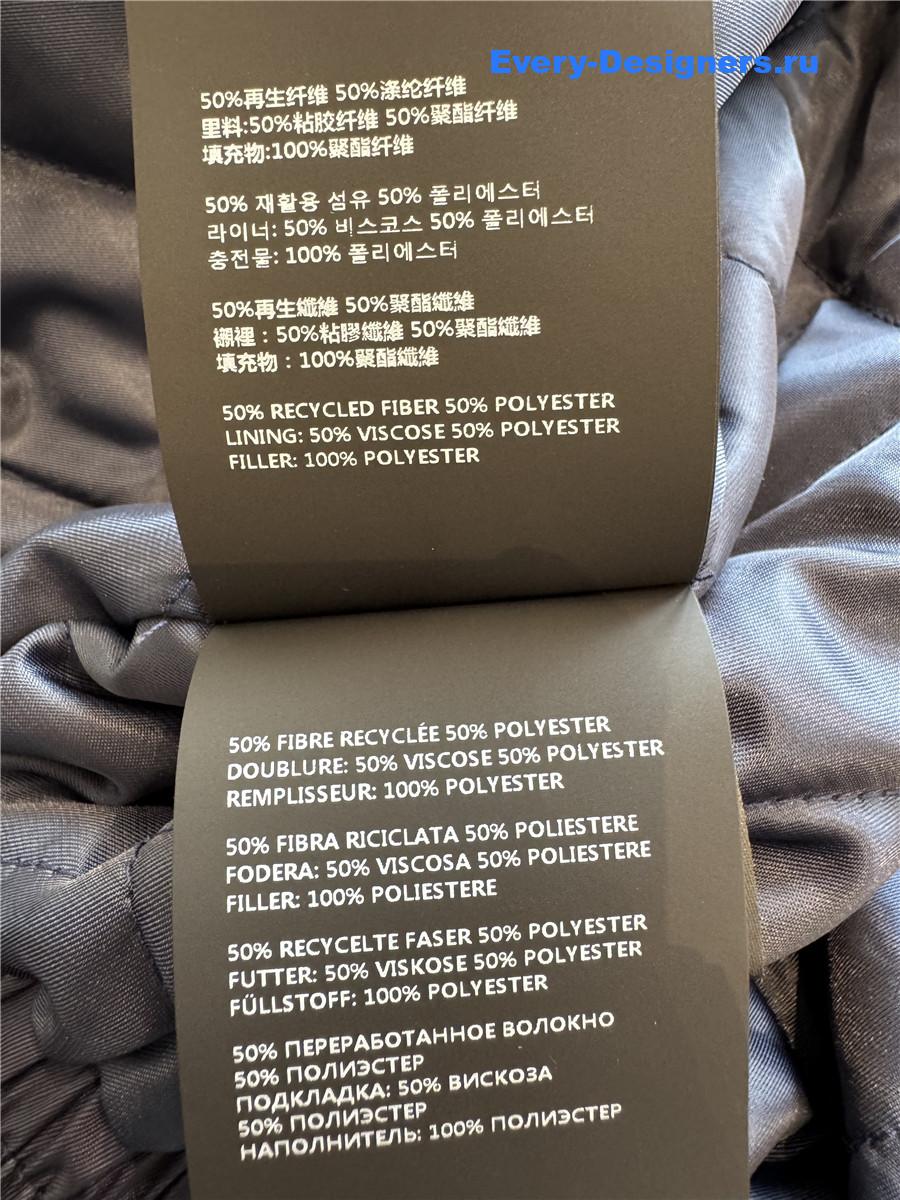 Every-Designers.ru
50%再生纤维 50%涤纶纤维
里料:50%粘胶纤维 50%聚酯纤维
填充物:100%聚酯纤维
50% 재활용 섬유 50% 폴리에스터
라이너: 50% 비스코스 50% 폴리에스터
충전물: 100% 폴리에스터
50%再生纖維 50%聚酯纖維
襯裡：50%粘膠纖維 50%聚酯纖維
填充物：100%聚酯纖維
50% RECYCLED FIBER 50% POLYESTER
LINING: 50% VISCOSE 50% POLYESTER
FILLER: 100% POLYESTER
50% FIBRE RECYCLÉE 50% POLYESTER
DOUBLURE: 50% VISCOSE 50% POLYESTER
REMPLISSEUR: 100% POLYESTER
50% FIBRA RICICLATA 50% POLIESTERE
FODERA: 50% VISCOSA 50% POLIESTERE
FILLER: 100% POLIESTERE
50% RECYCELTE FASER 50% POLYESTER
FUTTER: 50% VISKOSE 50% POLYESTER
FÜLLSTOFF: 100% POLYESTER
50% ПЕРЕРАБОТАННОЕ ВОЛОКНО
50% ПОЛИЭСТЕР
ПОДКЛАДКА: 50% ВИСКОЗА
50% ПОЛИЭСТЕР
НАПОЛНИТЕЛЬ: 100% ПОЛИЭСТЕР